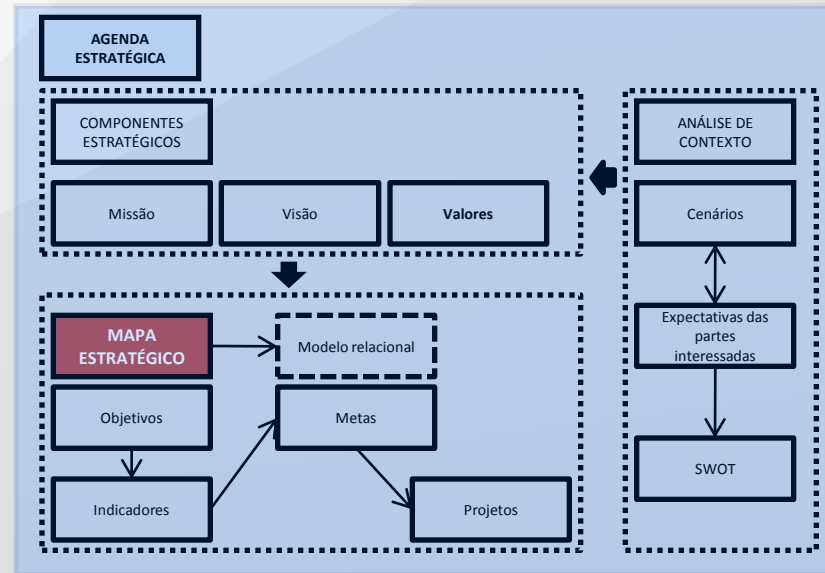 AGENDA
ESTRATÉGICA
COMPONENTES
ESTRATÉGICOS
Missão
Visão
Valores
MAPA
ESTRATÉGICO
Modelo relacional
Objetivos
Metas
Indicadores
Projetos
ANÁLISE DE
CONTEXTO
Cenários
Expectativas das
partes
interessadas
SWOT